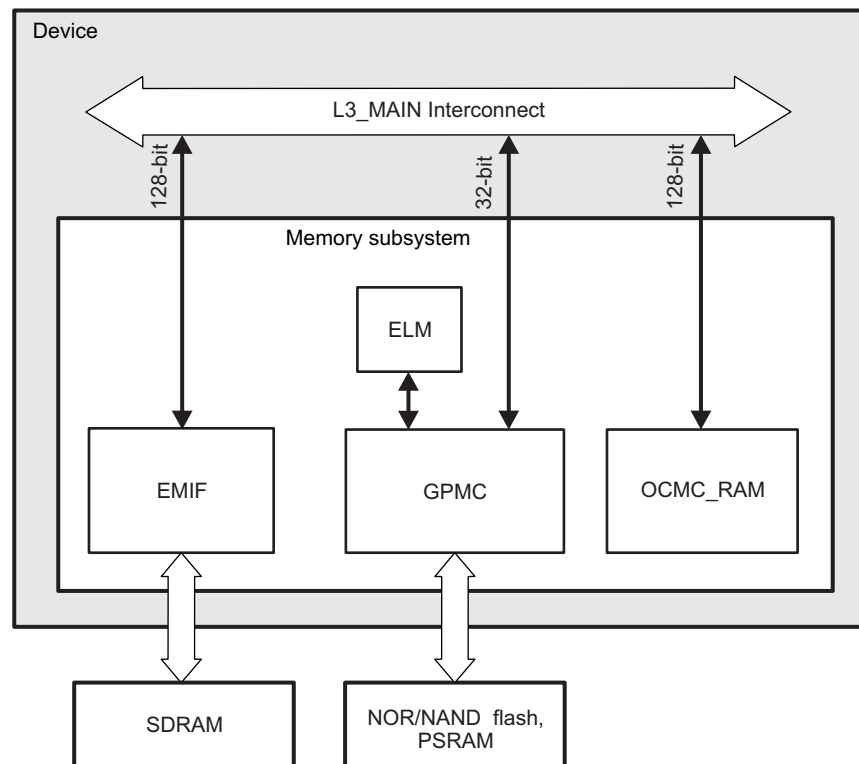 Device
L3_MAIN Interconnect
128-bit
32-bit
128-bit
Memory subsystem
ELM
EMIF
GPMC
OCMC_RAM
SDRAM
NOR/NAND flash,
PSRAM